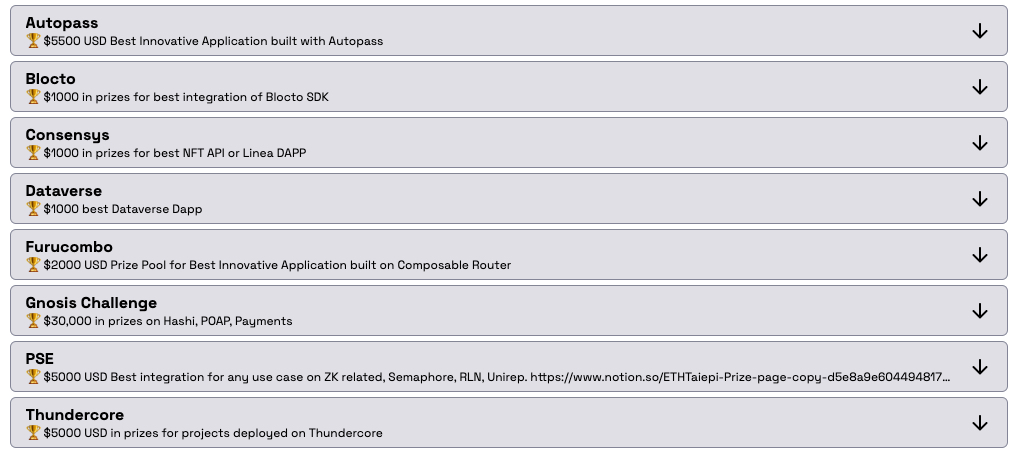 Autopass
🏆 $5500 USD Best Innovative Application built with Autopass
Blocto
🏆 $1000 in prizes for best integration of Blocto SDK
Consensys
🏆 $1000 in prizes for best NFT API or Linea DAPP
Dataverse
🏆 $1000 best Dataverse Dapp
Furucombo
🏆 $2000 USD Prize Pool for Best Innovative Application built on Composable Router
Gnosis Challenge
🏆 $30,000 in prizes on Hashi, POAP, Payments
PSE
🏆 $5000 USD Best integration for any use case on ZK related, Semaphore, RLN, Unirep. https://www.notion.so/ETHTaiepi-Prize-page-copy-d5e8a9e604494817...
Thundercore
🏆 $5000 USD in prizes for projects deployed on Thundercore